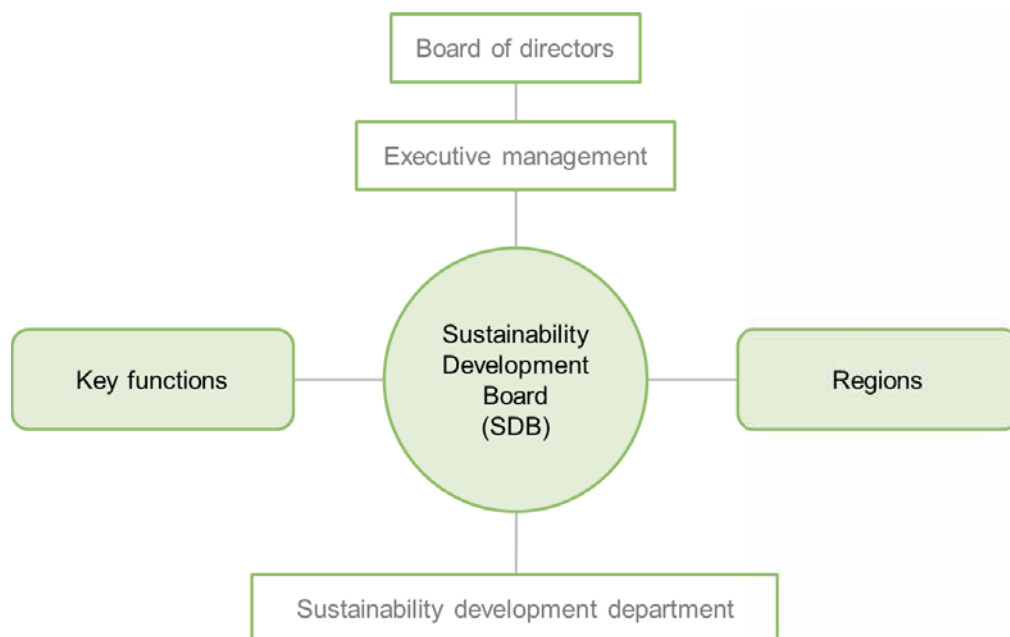 Board of directors
Executive management
Sustainability
Development
Board
(SDB)
Key functions
Regions
Sustainability development department